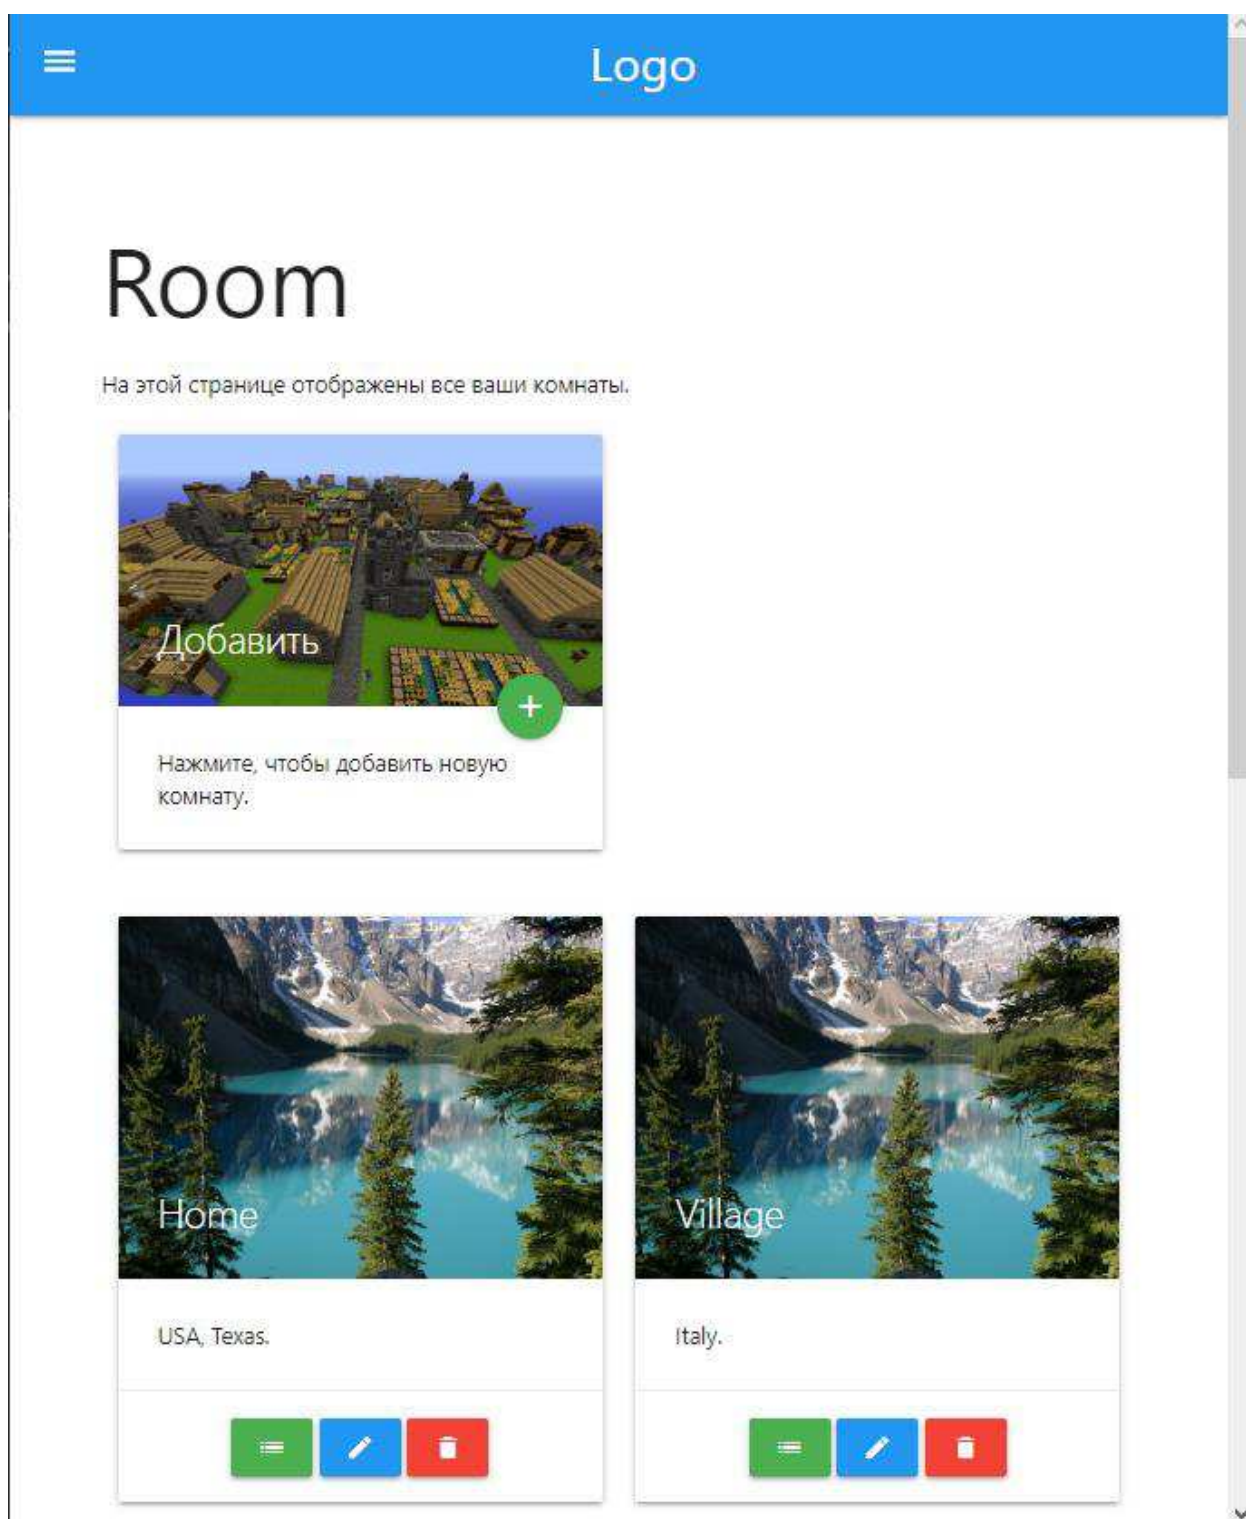 Logo
Room
На этой странице отображены все ваши комнаты.
Добавить
Нажмите, чтобы добавить новую
комнату.
Home
Village
USA, Texas.
Italy.